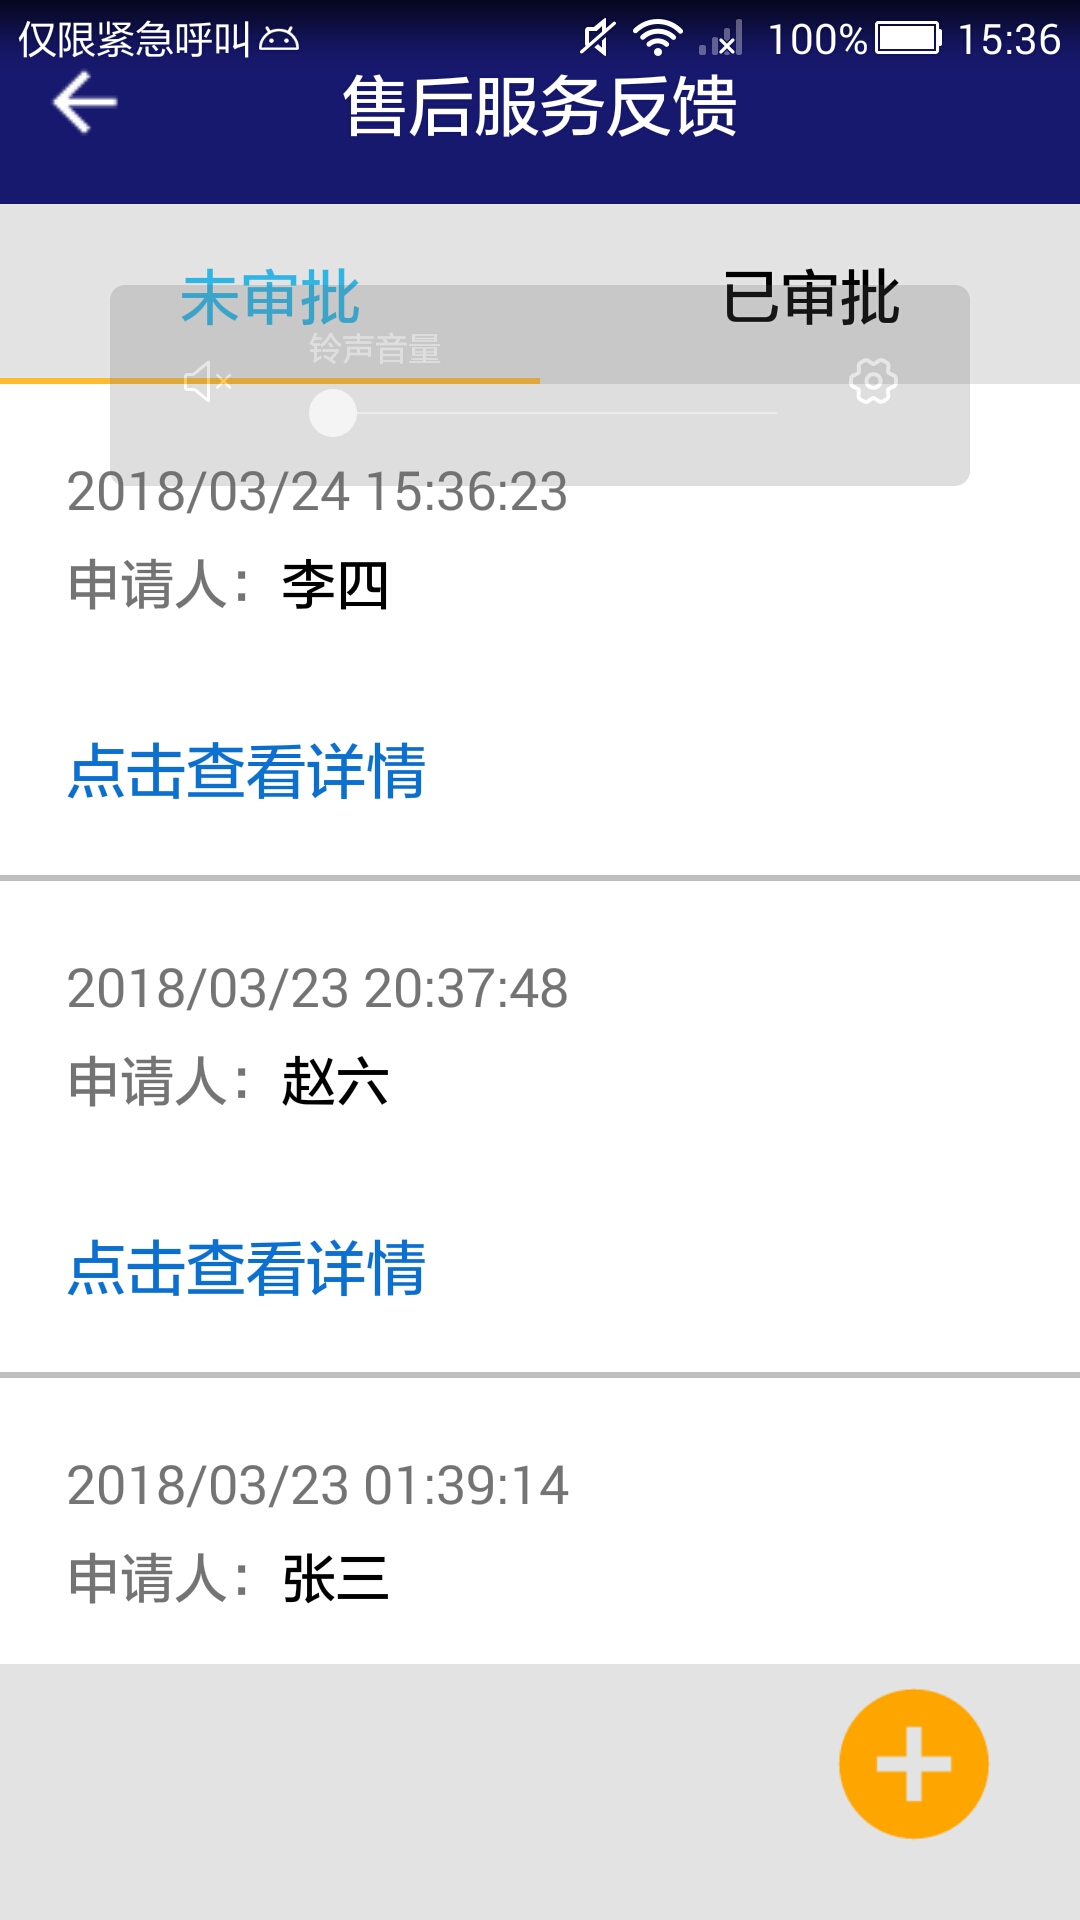 仅限紧急呼叫 100% 15:36
售后服务反馈
未审批 已审批
铃声音量
2018/03/24 15:36:23
申请人：李四
点击查看详情
2018/03/23 20:37:48
申请人：赵六
点击查看详情
2018/03/23 01:39:14
申请人：张三